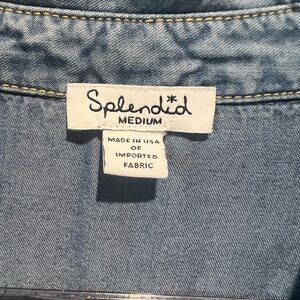 Splendid
MEDIUM
MADE IN USA
OF
IMPORTED
FABRIC